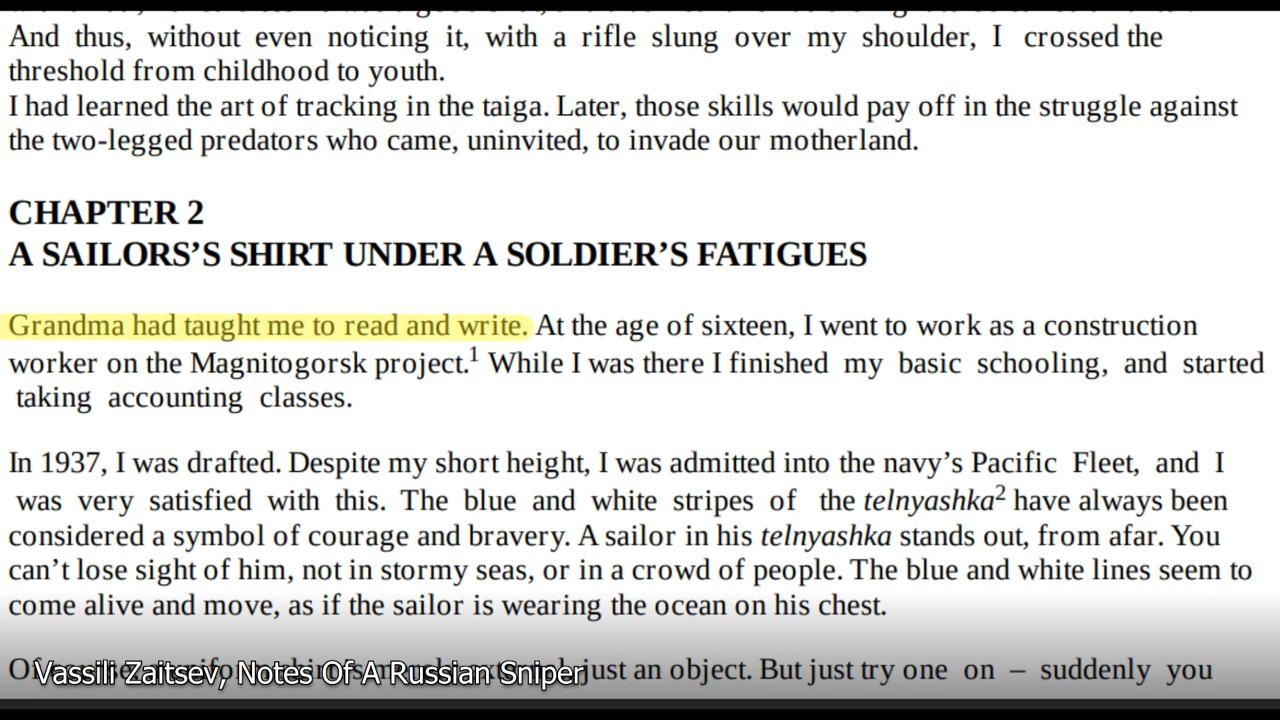 And thus, without even noticing it, with a rifle slung over my shoulder, I crossed the
threshold from childhood to youth.
I had learned the art of tracking in the taiga. Later, those skills would pay off in the struggle against
the two-legged predators who came, uninvited, to invade our motherland.
CHAPTER 2
A SAILORS’S SHIRT UNDER A SOLDIER’S FATIGUES
Grandma had taught me to read and write. At the age of sixteen, I went to work as a construction
worker on the Magnitogorsk project.¹ While I was there I finished my basic schooling, and started
taking accounting classes.
In 1937, I was drafted. Despite my short height, I was admitted into the navy’s Pacific Fleet, and I
was very satisfied with this. The blue and white stripes of the telnyashka² have always been
considered a symbol of courage and bravery. A sailor in his telnyashka stands out, from afar. You
can’t lose sight of him, not in stormy seas, or in a crowd of people. The blue and white lines seem to
come alive and move, as if the sailor is wearing the ocean on his chest.
just an object. But just try one on – suddenly you
Vassili Zaitsev, Notes Of A Russian Sniper